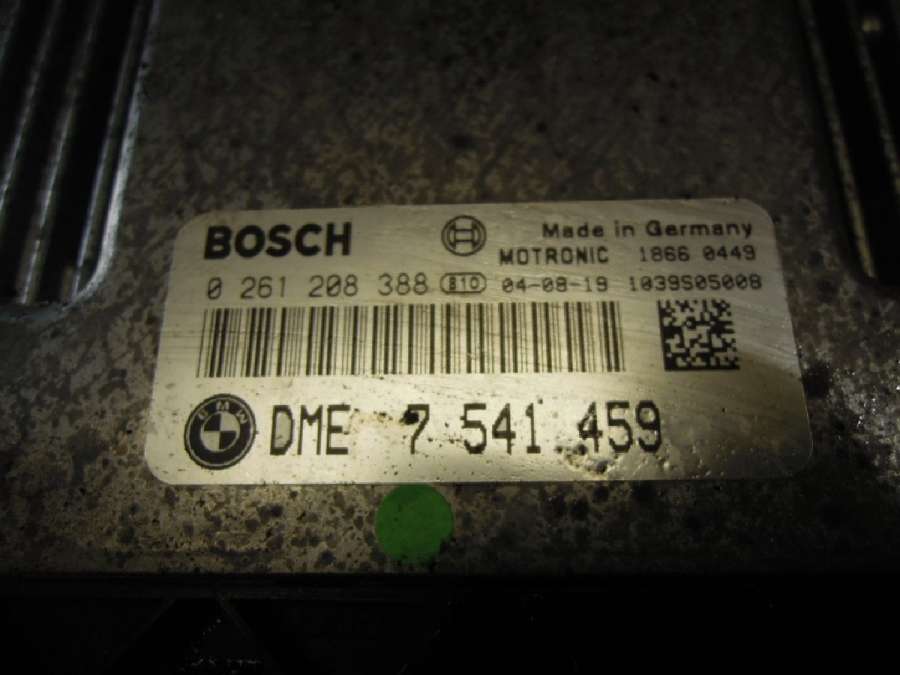 BOSCH
Made in Germany
MOTRONIC 1866 0449
0 261 208 388 B10 04-08-19 1039S05008
BMW
DME 7 541 459